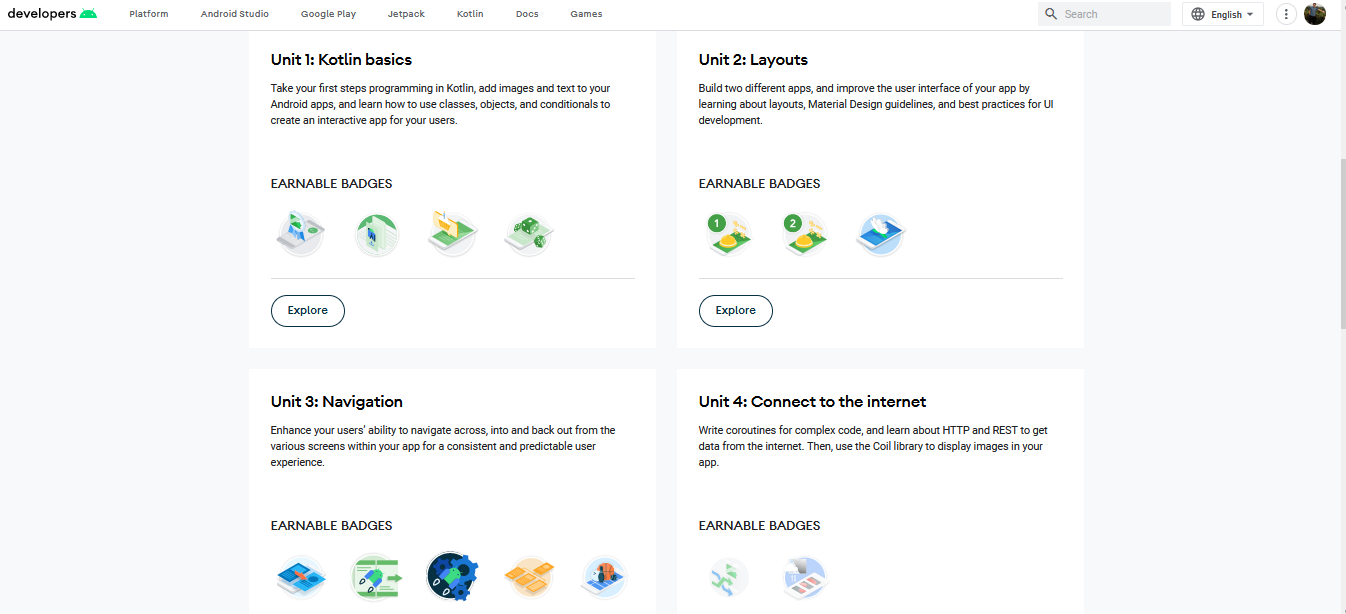 developers
Platform
Android Studio
Google Play
Jetpack
Kotlin
Docs
Games
Search
English
Unit 1: Kotlin basics
Take your first steps programming in Kotlin, add images and text to your
Android apps, and learn how to use classes, objects, and conditionals to
create an interactive app for your users.
EARNABLE BADGES
Explore
Unit 2: Layouts
Build two different apps, and improve the user interface of your app by
learning about layouts, Material Design guidelines, and best practices for UI
development.
EARNABLE BADGES
1
2
Explore
Unit 3: Navigation
Enhance your users' ability to navigate across, into and back out from the
various screens within your app for a consistent and predictable user
experience.
EARNABLE BADGES
Unit 4: Connect to the internet
Write coroutines for complex code, and learn about HTTP and REST to get
data from the internet. Then, use the Coil library to display images in your
app.
EARNABLE BADGES